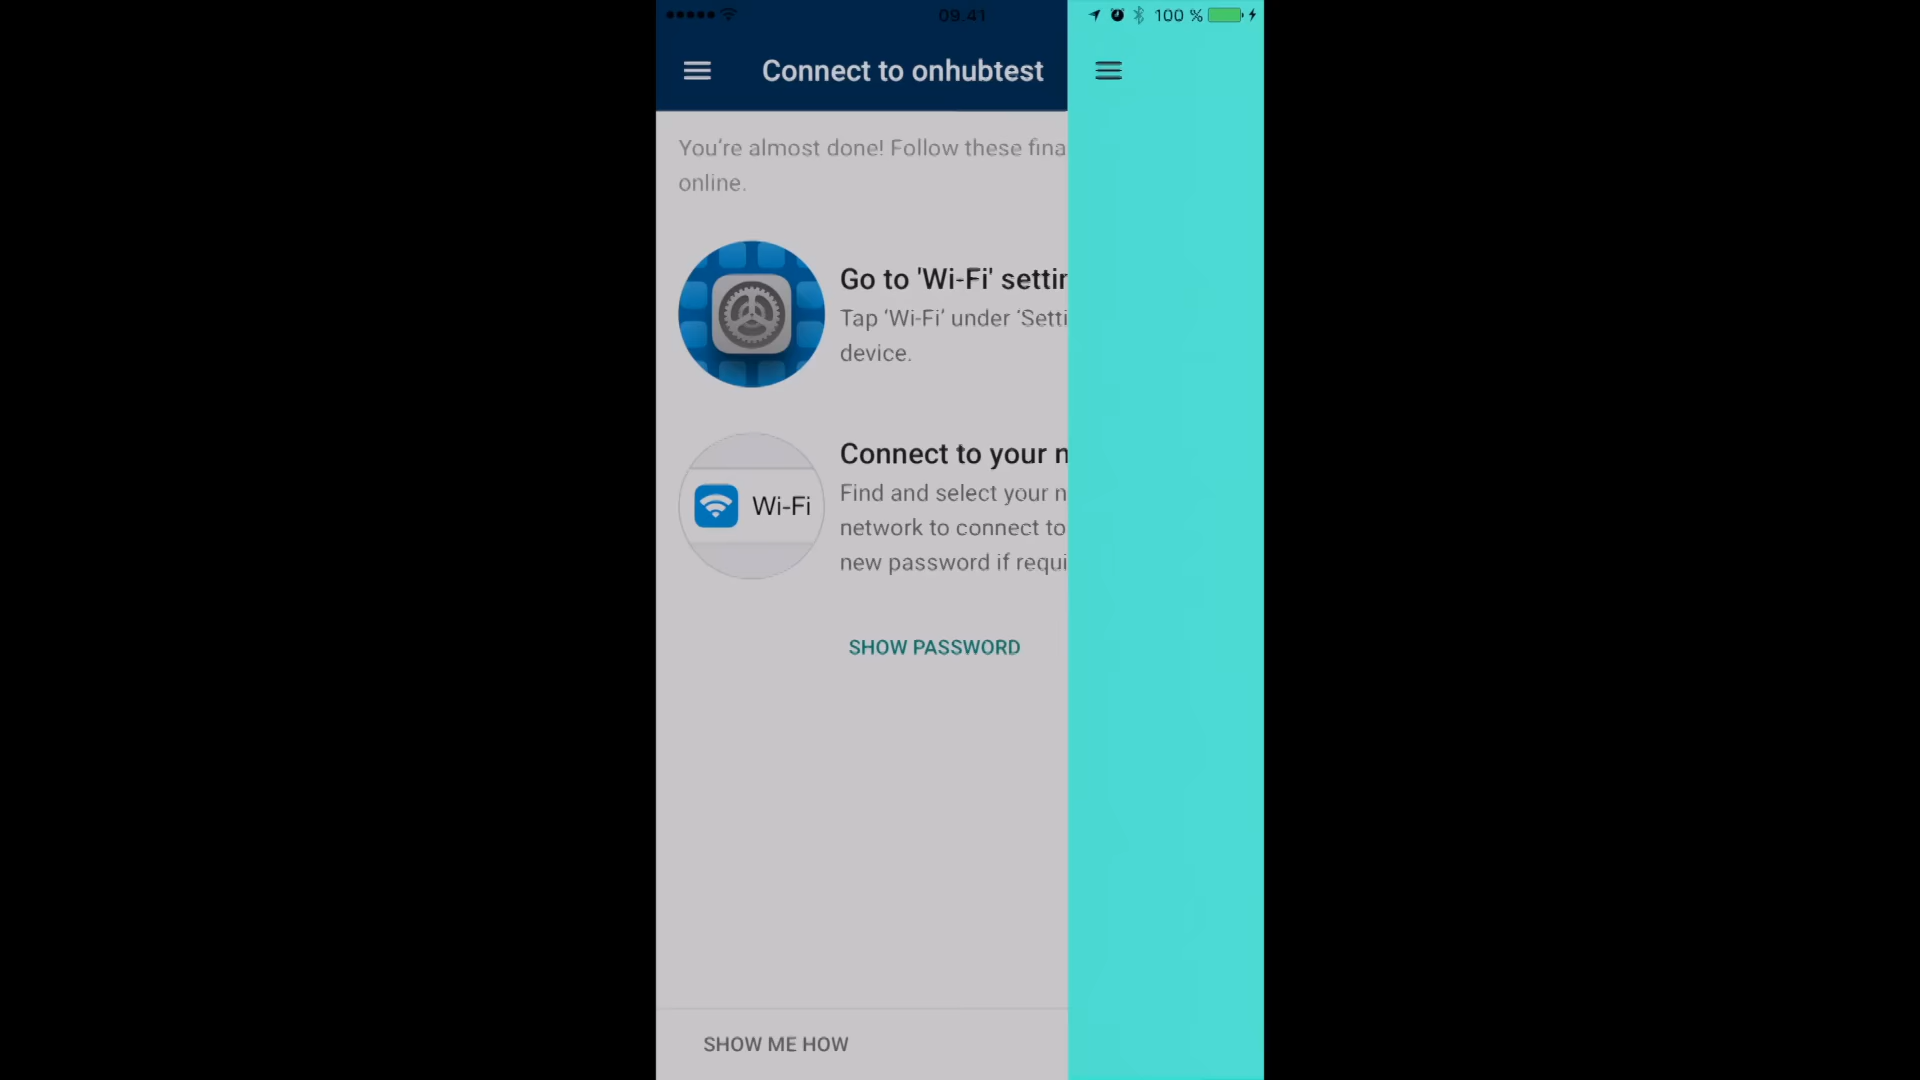 09.41
100 %
Connect to onhubtest
You're almost done! Follow these fina
online.
Go to 'Wi-Fi' settin
Tap ‘Wi-Fi’ under ‘Setti
device.
Connect to your n
Wi-Fi
Find and select your n
network to connect to
new password if requi
SHOW PASSWORD
SHOW ME HOW